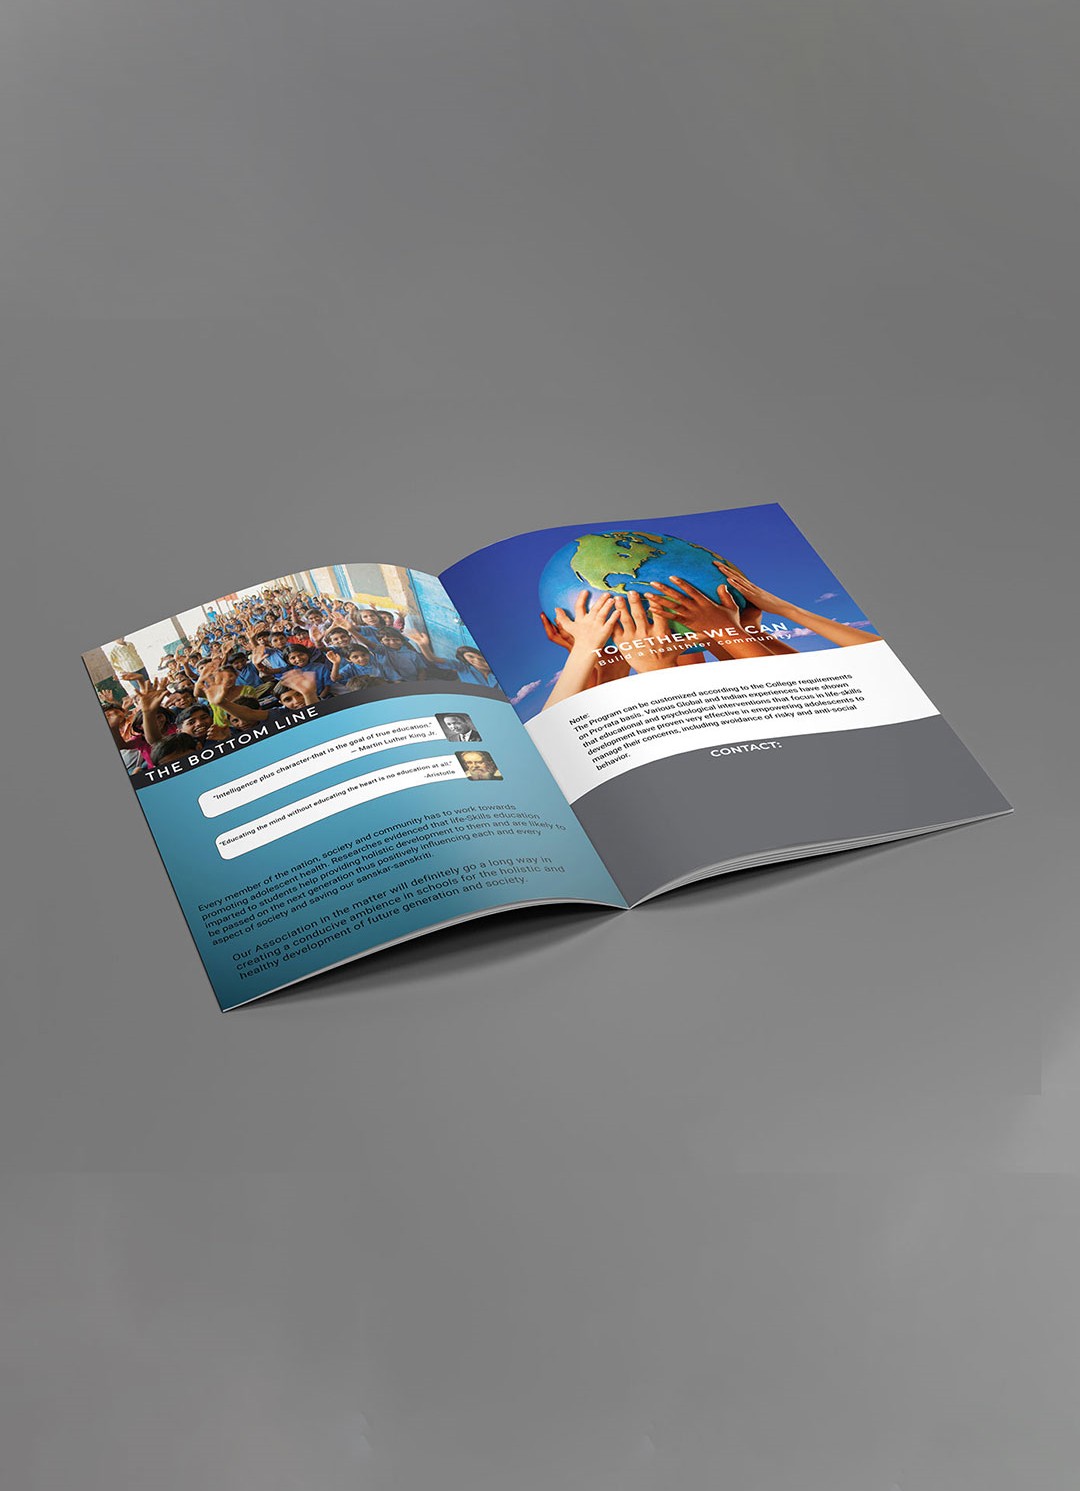 THE BOTTOM LINE
"Intelligence plus character-that is the goal of true education."
— Martin Luther King Jr.
"Educating the mind without educating the heart is no education at all."
-Aristotle
Every member of the nation, society and community has to work towards
promoting adolescent health. Researches evidenced that life-Skills education
imparted to students help providing holistic development to them and are likely to
be passed on the next generation thus positively influencing each and every
aspect of society and saving our sanskar-sanskriti.
Our Association in the matter will definitely go a long way in
creating a conducive ambience in schools for the holistic and
healthy development of future generation and society.
TOGETHER WE CAN
Build a healthier community
Note:
The Program can be customized according to the College requirements
on Pro-rata basis. Various Global and Indian experiences have shown
that educational and psychological interventions that focus in life-skills
development have proven very effective in empowering adolescents to
manage their concerns, including avoidance of risky and anti-social
behavior.
CONTACT: